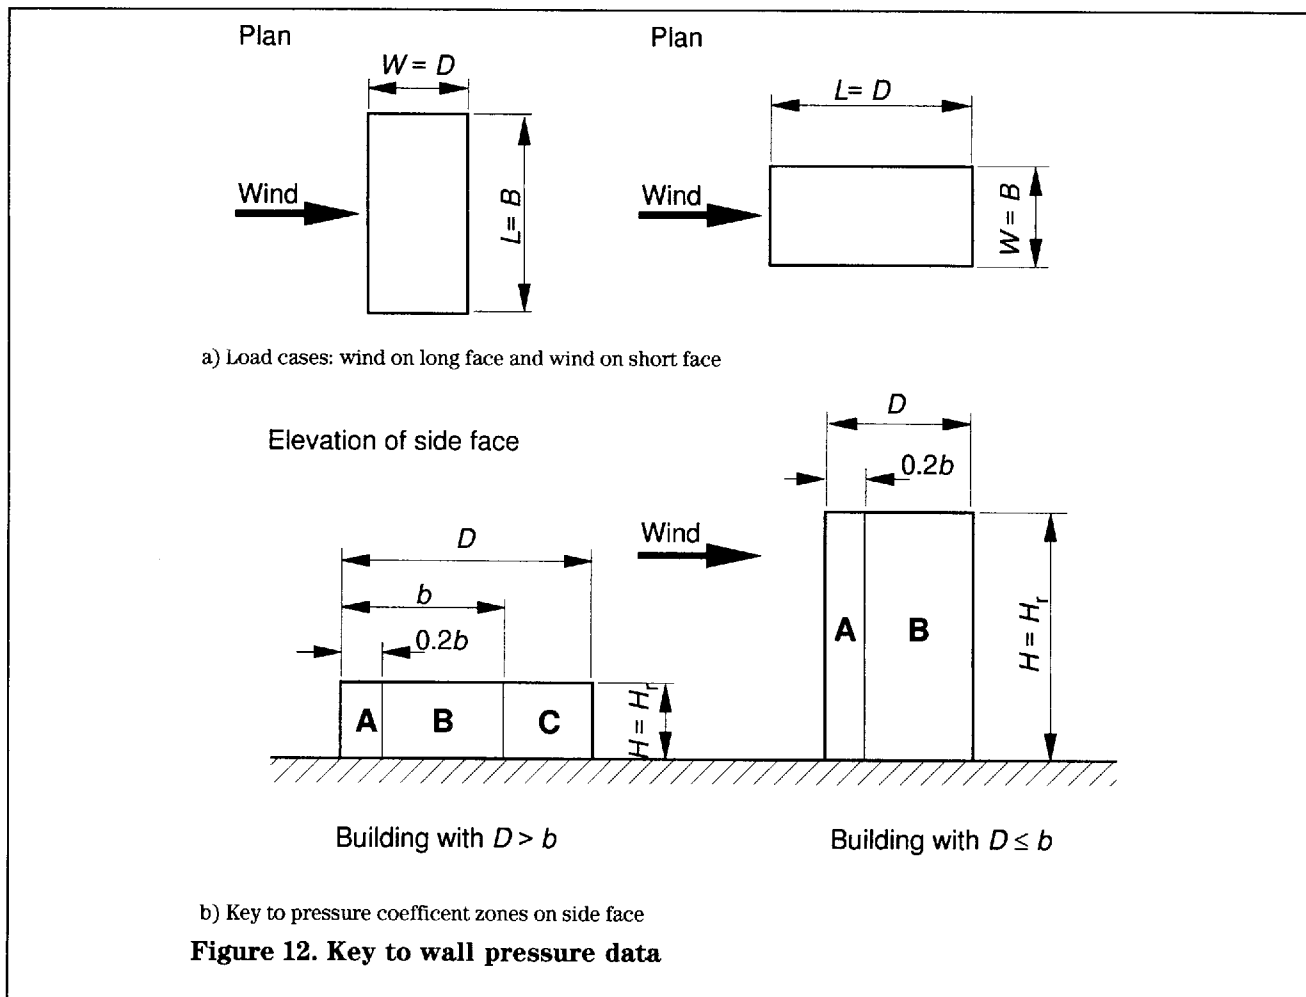 Plan
Plan
W = D
L= D
Wind
L= B
Wind
W = B
a) Load cases: wind on long face and wind on short face
Elevation of side face
D
0.2b
Wind
D
b
0.2b
A
B
C
H = Hr
A
B
H = Hr
Building with D > b
Building with D ≤ b
b) Key to pressure coefficent zones on side face
Figure 12. Key to wall pressure data